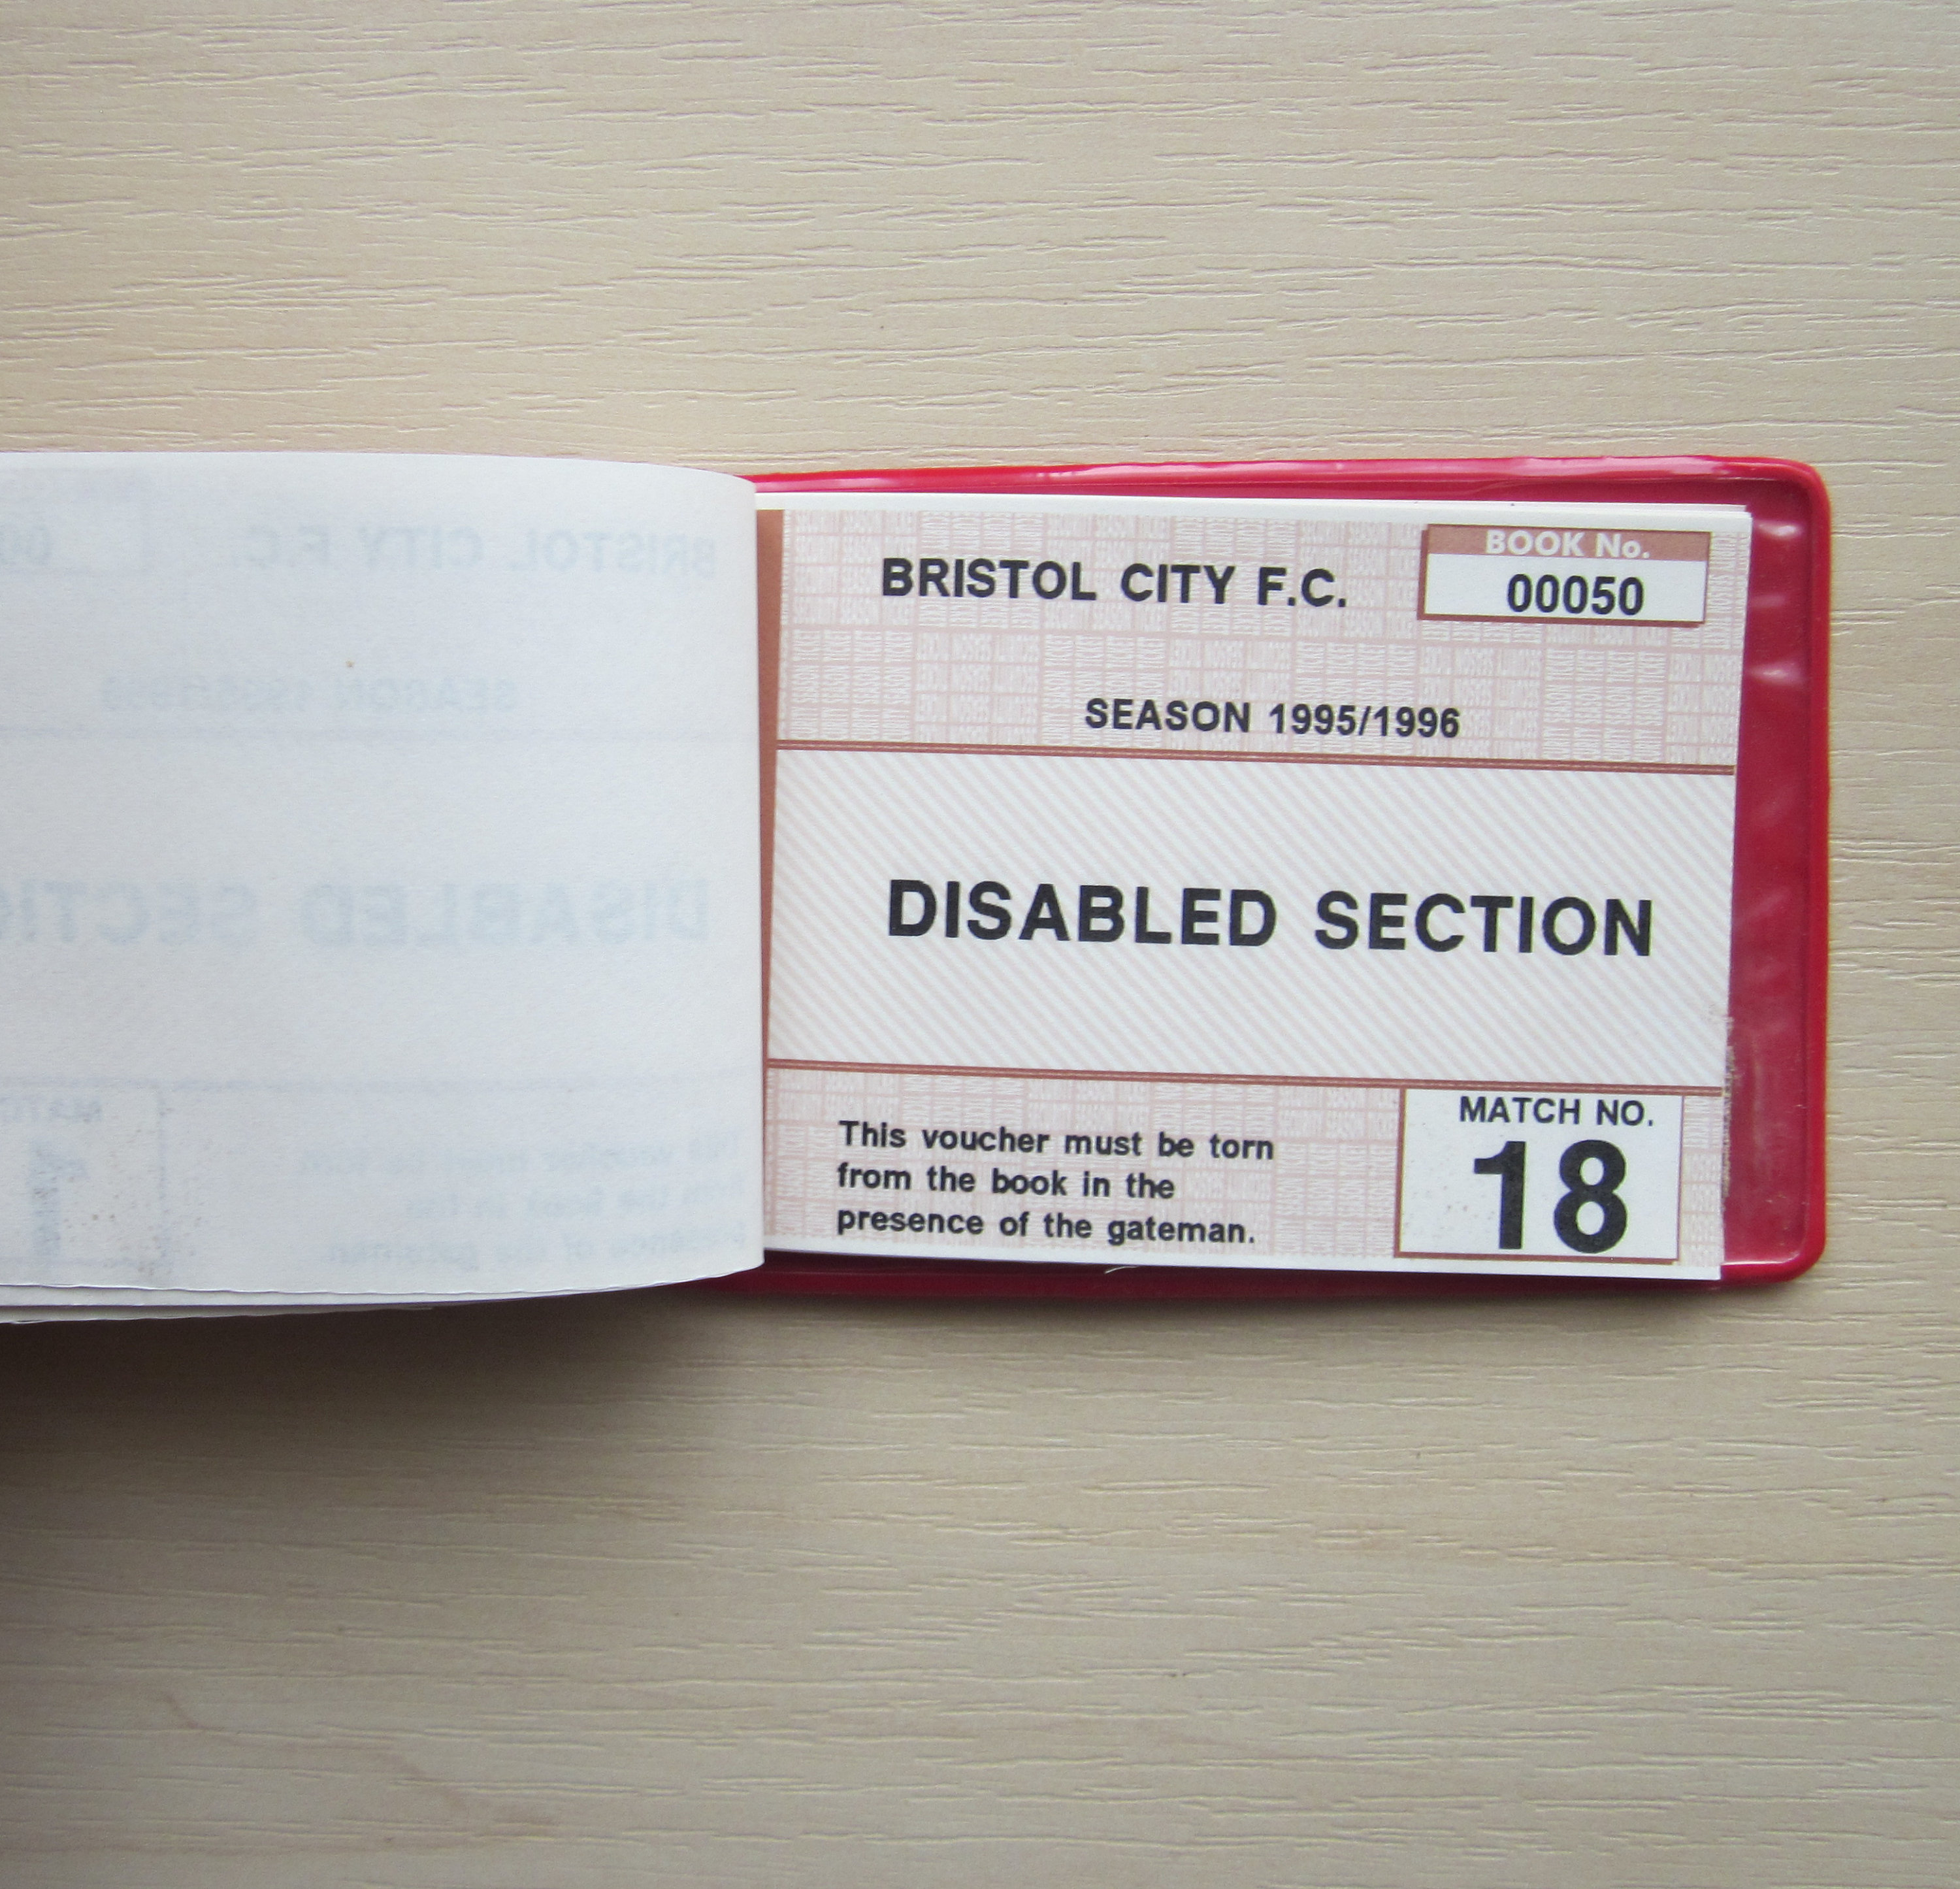 BRISTOL CITY F.C.
BOOK No.
00050
SEASON 1995/1996
DISABLED SECTION
This voucher must be torn
from the book in the
presence of the gateman.
MATCH NO.
18